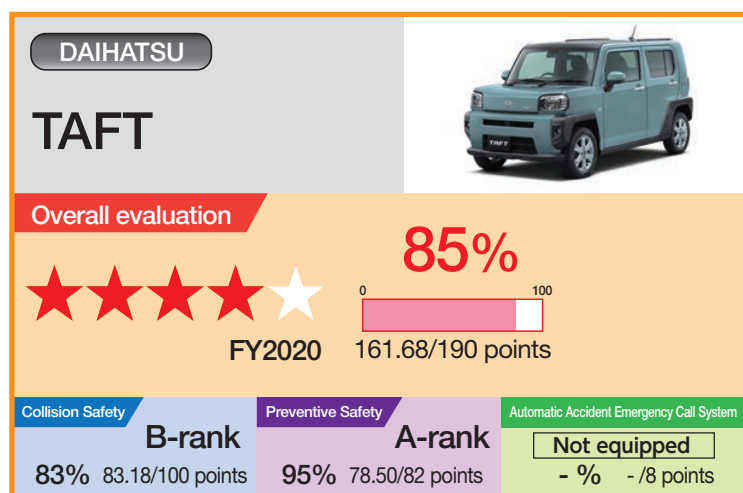 DAIHATSU
TAFT
TAFT
Overall evaluation
85%
0 100
FY2020
161.68/190 points
Collision Safety
B-rank
83% 83.18/100 points
Preventive Safety
A-rank
95% 78.50/82 points
Automatic Accident Emergency Call System
Not equipped
- % -/8 points